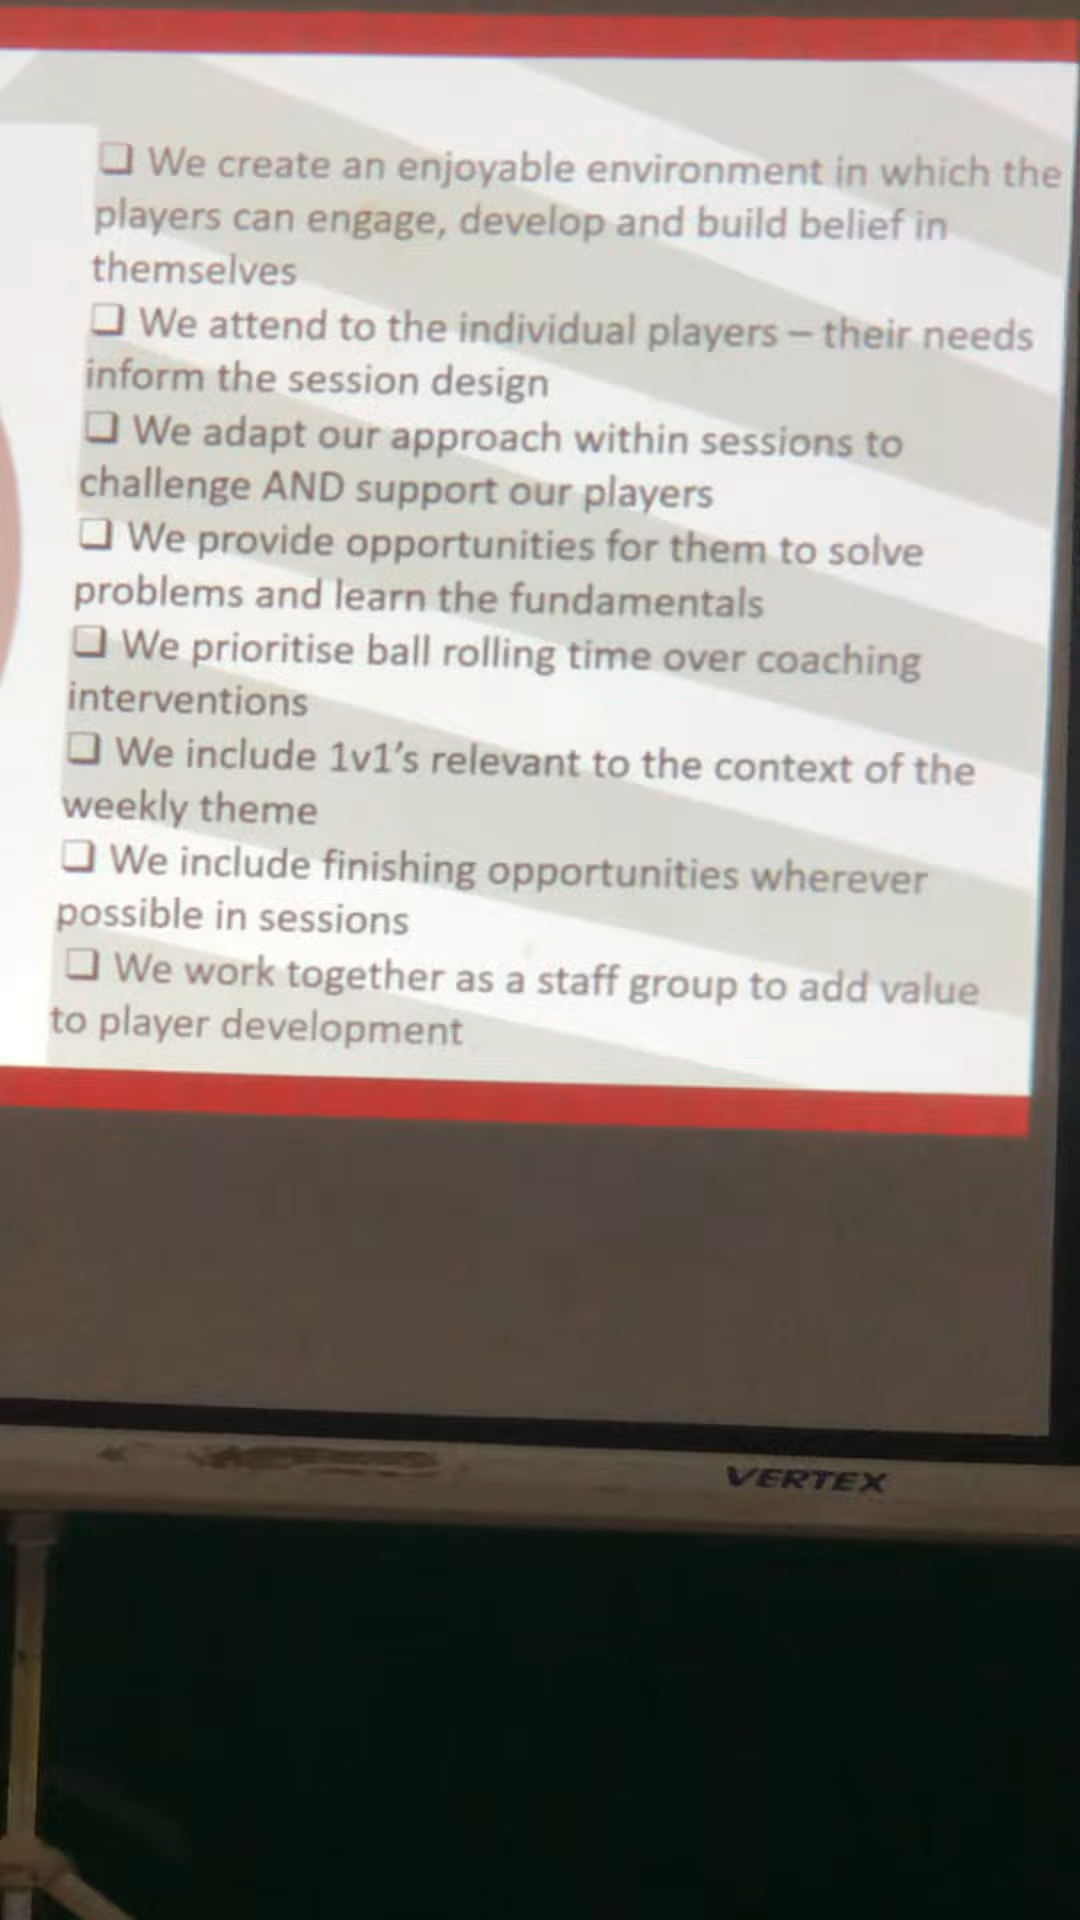 ❑ We create an enjoyable environment in which the
players can engage, develop and build belief in
themselves
❑ We attend to the individual players – their needs
inform the session design
❑ We adapt our approach within sessions to
challenge AND support our players
❑ We provide opportunities for them to solve
problems and learn the fundamentals
❑ We prioritise ball rolling time over coaching
interventions
❑ We include 1v1’s relevant to the context of the
weekly theme
❑ We include finishing opportunities wherever
possible in sessions
❑ We work together as a staff group to add value
to player development
VERTEX